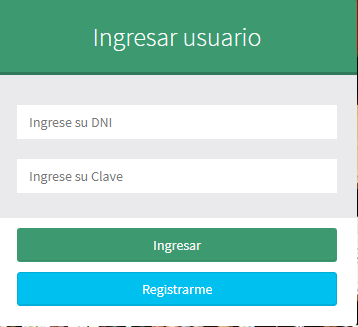 Ingresar usuario
Ingrese su DNI
Ingrese su Clave
Ingresar
Registrarme